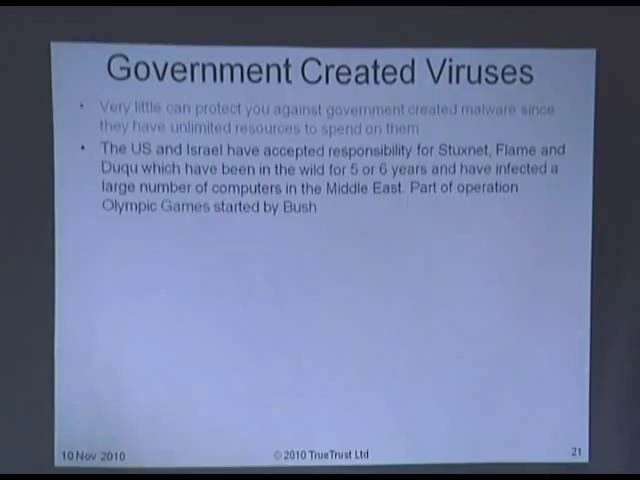 Government Created Viruses
• Very little can protect you against government created malware since
they have unlimited resources to spend on them
• The US and Israel have accepted responsibility for Stuxnet, Flame and
Duqu which have been in the wild for 5 or 6 years and have infected a
large number of computers in the Middle East. Part of operation
Olympic Games started by Bush
10 Nov 2010
© 2010 TrueTrust Ltd
21